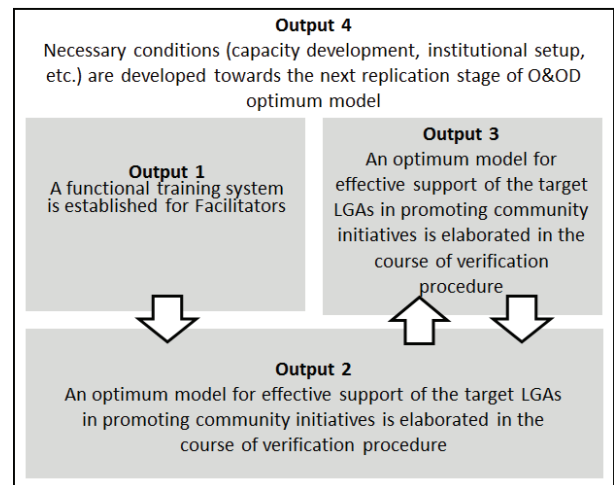 Output 4
Necessary conditions (capacity development, institutional setup,
etc.) are developed towards the next replication stage of O&OD
optimum model
Output 1
A functional training system
is established for Facilitators
Output 3
An optimum model for
effective support of the target
LGAs in promoting community
initiatives is elaborated in the
course of verification
procedure
Output 2
An optimum model for effective support of the target LGAs
in promoting community initiatives is elaborated in the
course of verification procedure